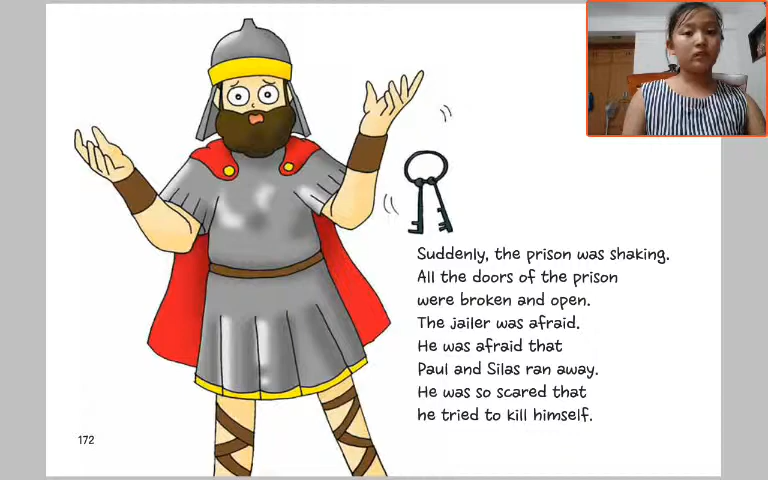 Suddenly, the prison was shaking.
All the doors of the prison
were broken and open.
The jailer was afraid.
He was afraid that
Paul and Silas ran away.
He was so scared that
he tried to kill himself.
172